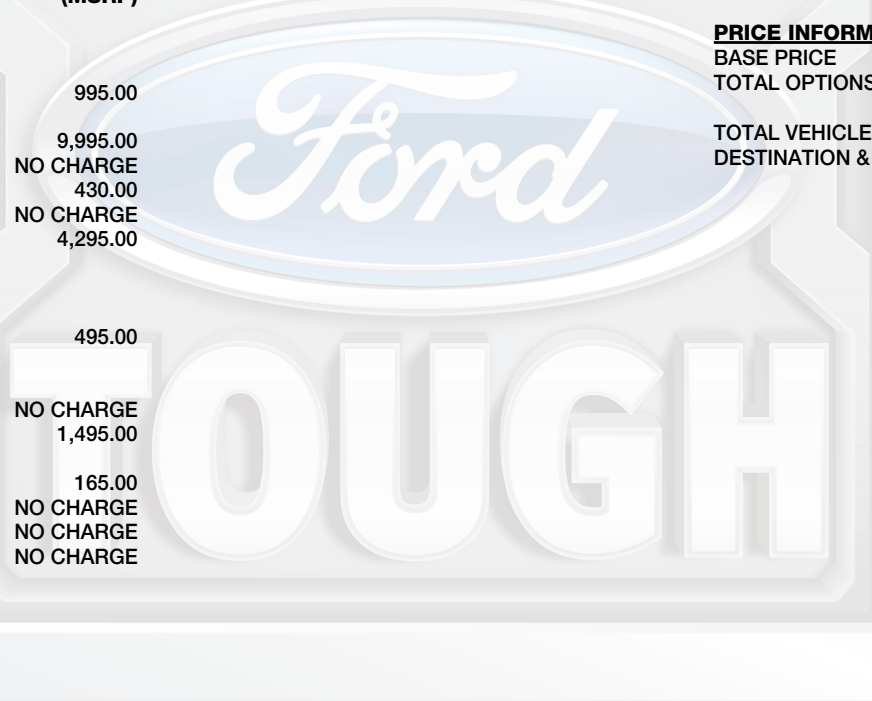 (MSRP)
995.00
9,995.00
NO CHARGE
430.00
NO CHARGE
4,295.00
495.00
NO CHARGE
1,495.00
165.00
NO CHARGE
NO CHARGE
NO CHARGE
PRICE INFORM
BASE PRICE
TOTAL OPTIONS
TOTAL VEHICLE
DESTINATION &
Ford
TOUGH